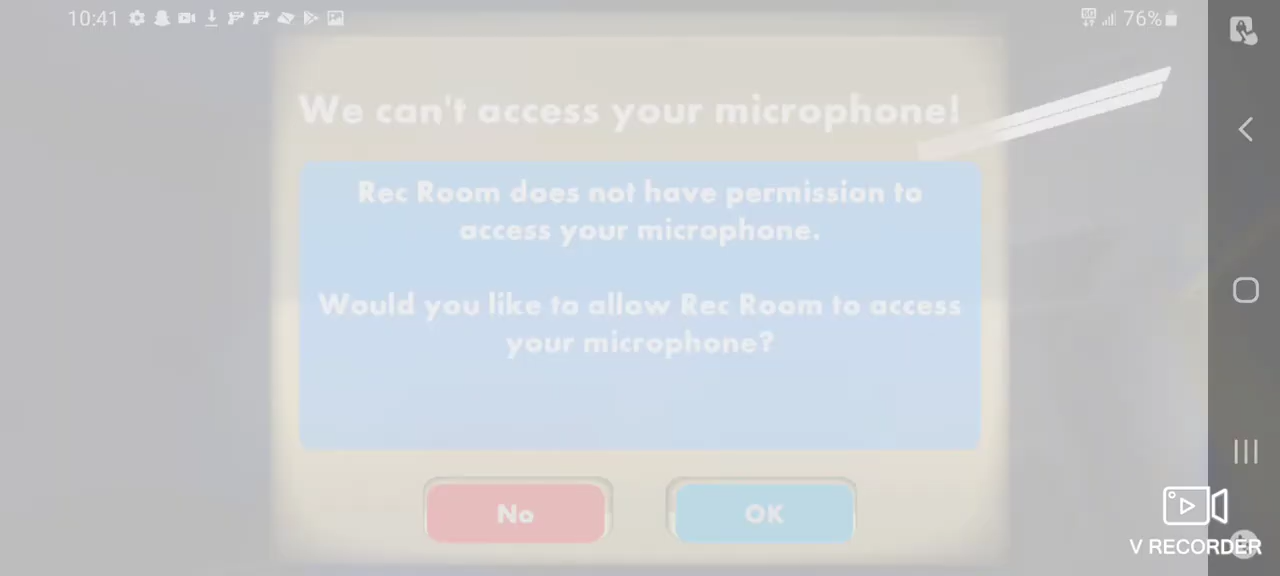 10:41
76%
We can't access your microphone!
Rec Room does not have permission to
access your microphone.
Would you like to allow Rec Room to access
your microphone?
No
OK
V RECORDER